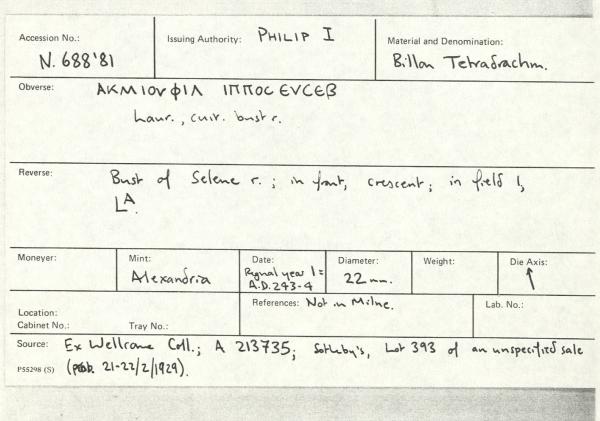 Accession No.: N. 688'81
Issuing Authority: PHILIP I
Material and Denomination: Billon Tetradrachm.
Obverse: ΑΚΜΙΟΥΦΙΛ ΙΠΠΟC ЄVCЄΒ
laur., cuir. bust r.
Reverse: Bust of Selene r.; in front, crescent; in field l,
LA.
Moneyer:
Mint: Alexandria
Date: Regnal year 1 =
A.D. 243-4
Diameter: 22 mm.
Weight:
Die Axis: ↑
Location:
Cabinet No.: Tray No.:
References: Not in Milne.
Lab. No.:
Source: Ex Wellcome Coll.; A 213735; Sotheby's, Lot 393 of an unspecified sale
P55298 (S) (prob. 21-22/2/1929).